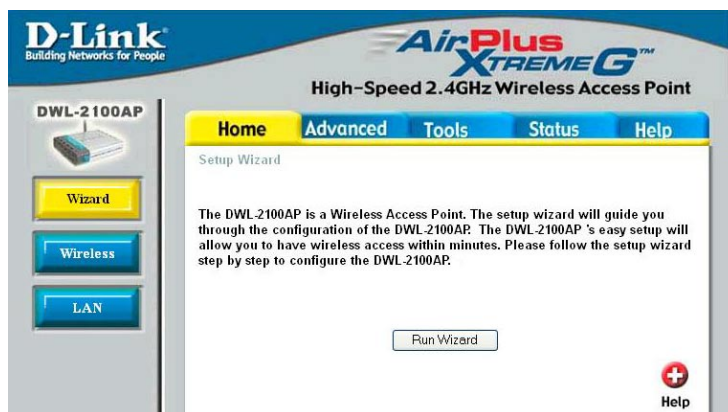 D-Link
Building Networks for People
AirPlus
XTREME G™
High-Speed 2.4GHz Wireless Access Point
DWL-2100AP
Home Advanced Tools Status Help
Setup Wizard
Wizard
Wireless
LAN
The DWL-2100AP is a Wireless Access Point. The setup wizard will guide you
through the configuration of the DWL-2100AP. The DWL-2100AP 's easy setup will
allow you to have wireless access within minutes. Please follow the setup wizard
step by step to configure the DWL-2100AP.
Run Wizard
Help